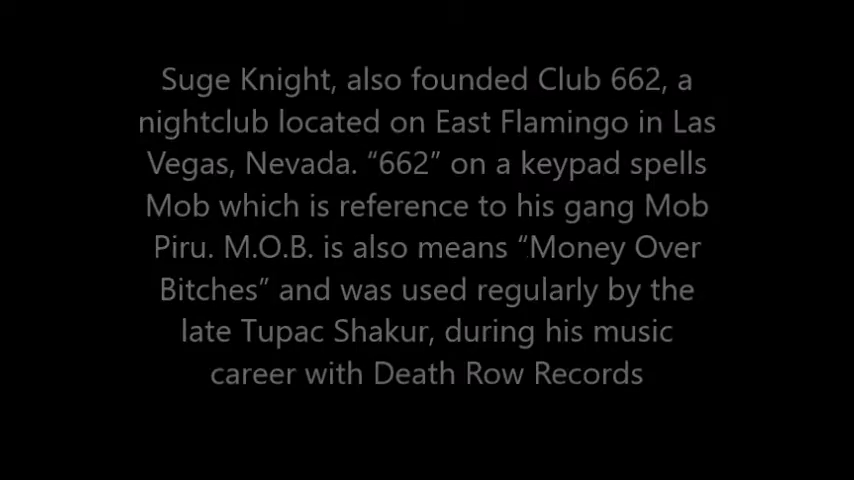 Suge Knight, also founded Club 662, a
nightclub located on East Flamingo in Las
Vegas, Nevada. “662” on a keypad spells
Mob which is reference to his gang Mob
Piru. M.O.B. is also means “Money Over
Bitches” and was used regularly by the
late Tupac Shakur, during his music
career with Death Row Records